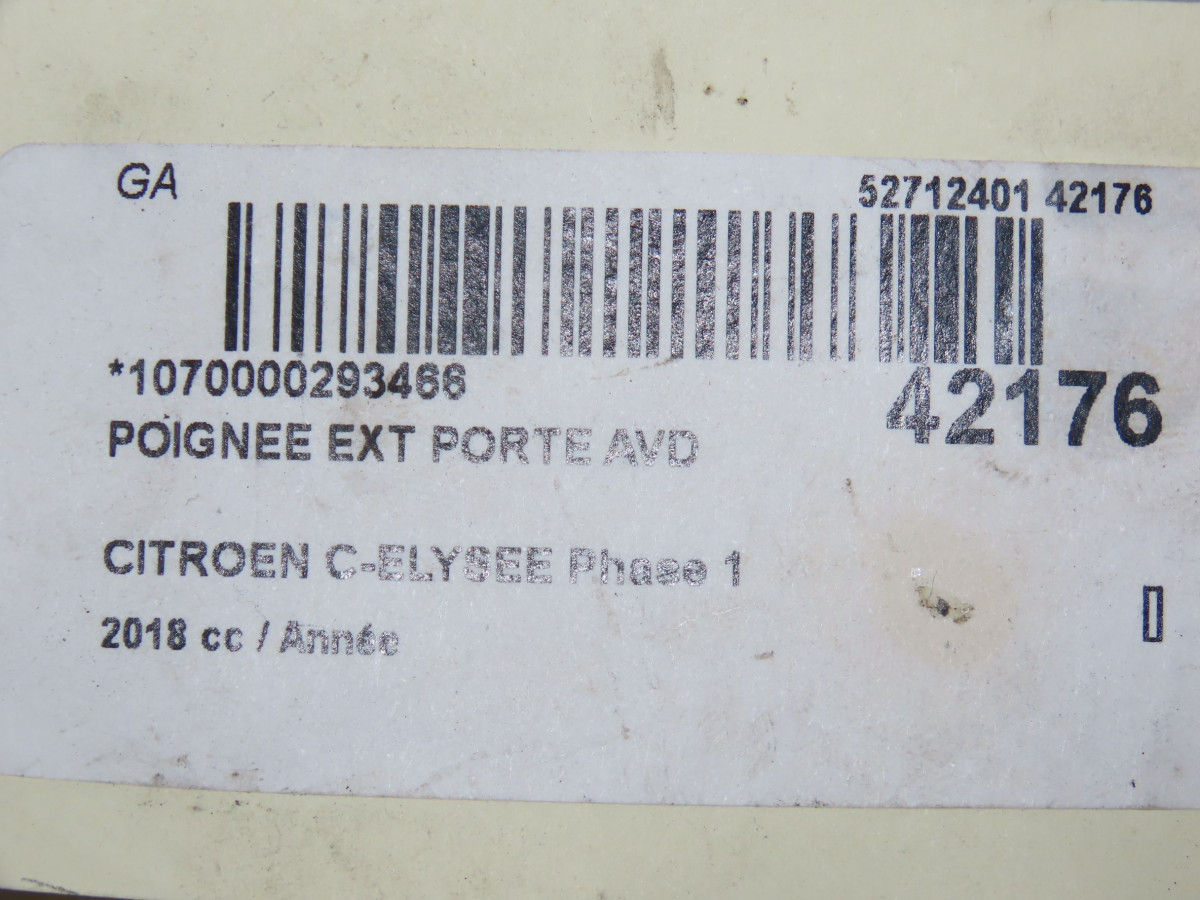 GA
52712401 42176
*1070000293466
42176
POIGNEE EXT PORTE AVD
CITROEN C-ELYSEE Phase 1
2018 cc / Année